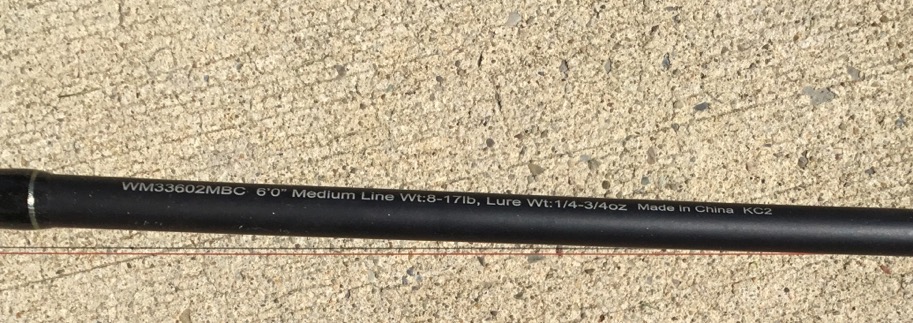 WM33602MBC 6'0" Medium Line Wt:8-17lb, Lure Wt:1/4-3/4oz Made in China KC2